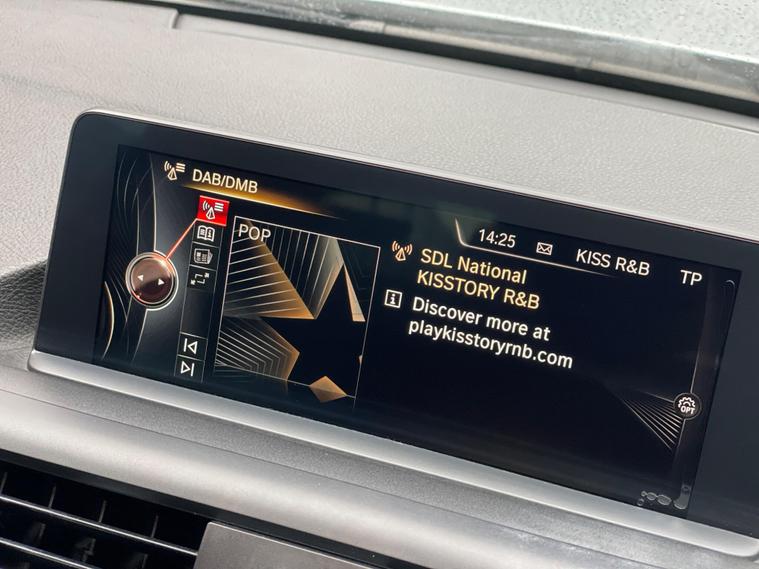 DAB/DMB
14:25 KISS R&B TP
POP
SDL National
KISSTORY R&B
Discover more at
playkisstoryrnb.com
OPT